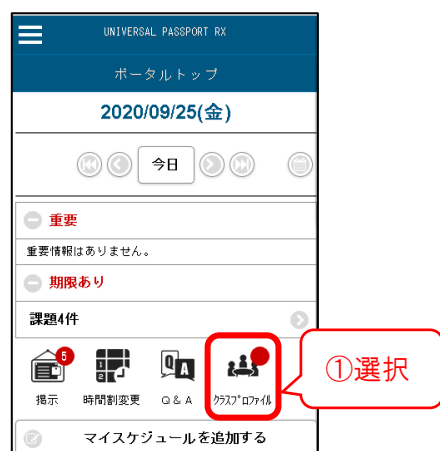 UNIVERSAL PASSPORT RX
ポータルトップ
2020/09/25(金)
今日
重要
重要情報はありません。
期限あり
課題4件
5
1
2
Q A
掲示 時間割変更 Q & A クラスプロファイル
①選択
マイスケジュールを追加する